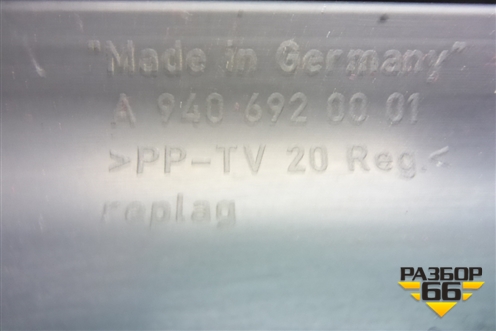 "Made in Germany"
A 940 692 00 01
>PP-TV 20 Reg.<
replag
РАЗБОР
66